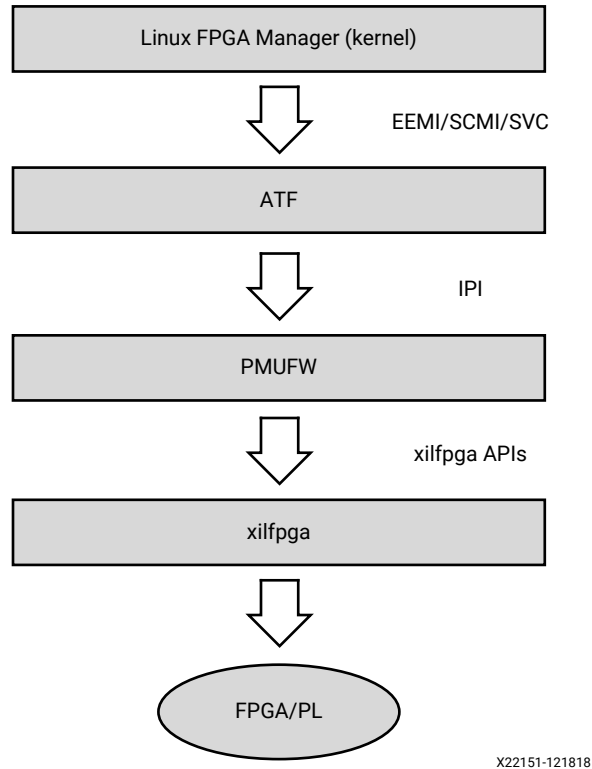 Linux FPGA Manager (kernel)
EEMI/SCMI/SVC
ATF
IPI
PMUFW
xilfpga APIs
xilfpga
FPGA/PL
X22151-121818